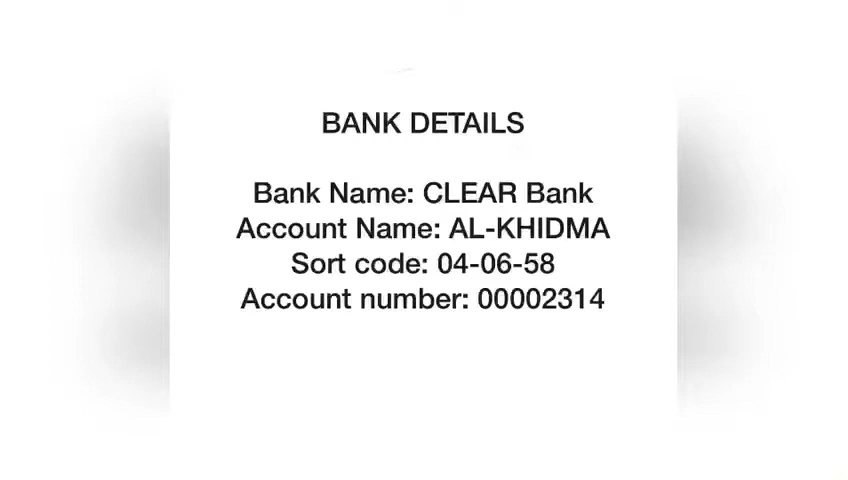 BANK DETAILS
Bank Name: CLEAR Bank
Account Name: AL-KHIDMA
Sort code: 04-06-58
Account number: 00002314